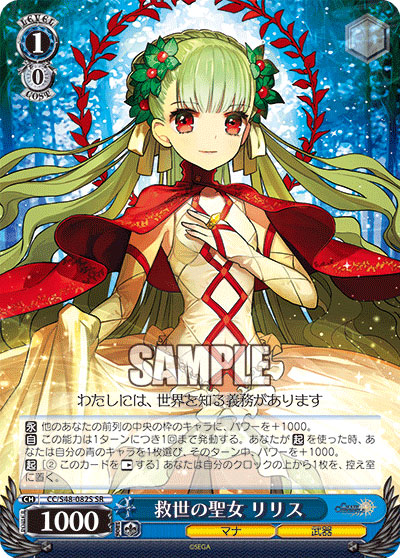 LEVEL
1
0
COST
SAMPLE
わたしには、世界を知る義務があります
永 他のあなたの前列の中央の枠のキャラに、パワーを＋1000。
自 この能力は1ターンにつき1回まで発動する。あなたが起を使った時、あなたは自分の青のキャラを1枚選び、そのターン中、パワーを＋1000。
起［② このカードを する］ あなたは自分のクロックの上から1枚を、控え室に置く。
CH CC/S48-082S SR
POWER
1000
救世の聖女 リリス
マナ 武器
©SEGA